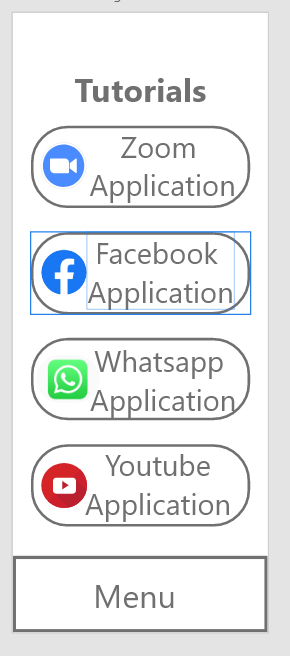 Tutorials
Zoom
Application
Facebook
Application
Whatsapp
Application
Youtube
Application
Menu